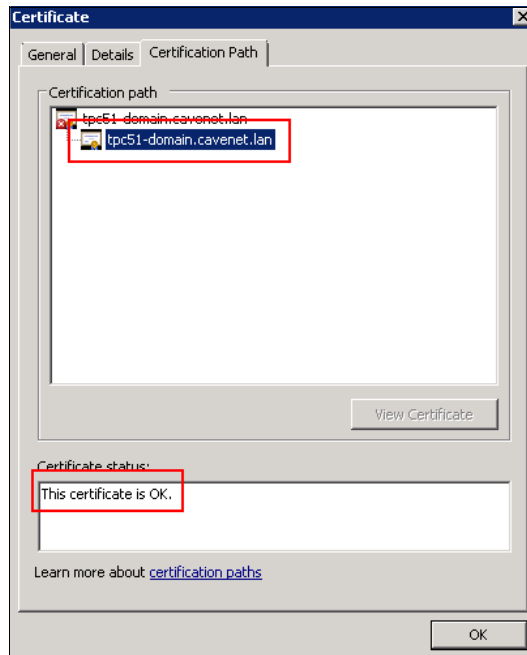 Certificate
General Details Certification Path
Certification path
tpc51-domain.cavenet.lan
tpc51-domain.cavenet.lan
View Certificate
Certificate status:
This certificate is OK.
Learn more about certification paths
OK